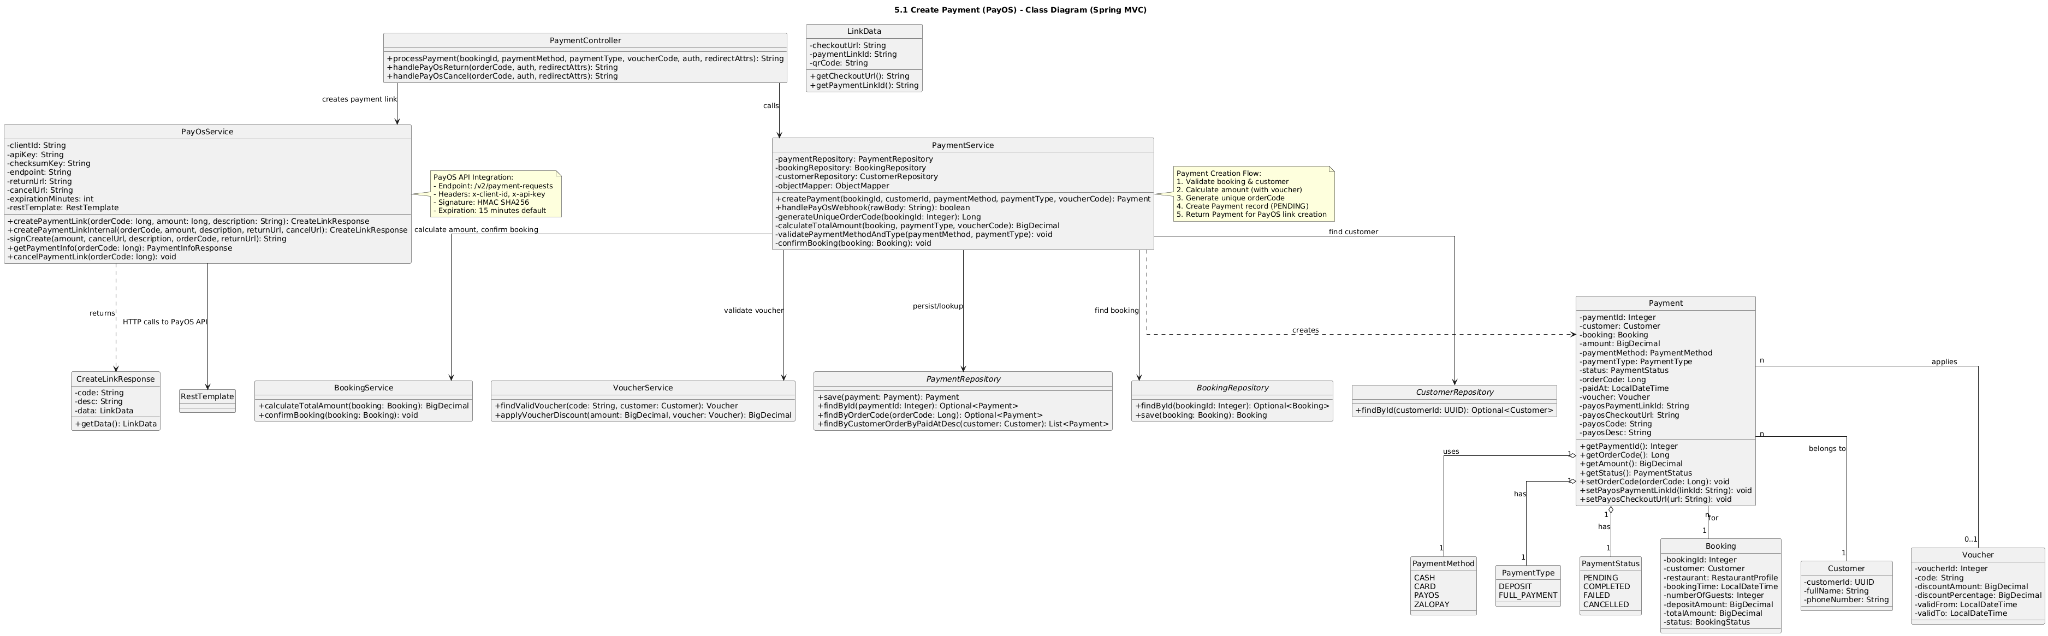 5.1 Create Payment (PayOS) - Class Diagram (Spring MVC)
PaymentController
+processPayment(bookingId, paymentMethod, paymentType, voucherCode, auth, redirectAttrs): String
+handlePayOsReturn(orderCode, auth, redirectAttrs): String
+handlePayOsCancel(orderCode, auth, redirectAttrs): String
LinkData
-checkoutUrl: String
-paymentLinkId: String
-qrCode: String
+getCheckoutUrl(): String
+getPaymentLinkId(): String
creates payment link
calls
PayOsService
-clientId: String
-apiKey: String
-checksumKey: String
-endpoint: String
-returnUrl: String
-cancelUrl: String
-expirationMinutes: int
-restTemplate: RestTemplate
+createPaymentLink(orderCode: long, amount: long, description: String): CreateLinkResponse
+createPaymentLinkInternal(orderCode, amount, description, returnUrl, cancelUrl): CreateLinkResponse
-signCreate(amount, cancelUrl, description, orderCode, returnUrl): String
+getPaymentInfo(orderCode: long): PaymentInfoResponse
+cancelPaymentLink(orderCode: long): void
PayOS API Integration:
- Endpoint: /v2/payment-requests
- Headers: x-client-id, x-api-key
- Signature: HMAC SHA256
- Expiration: 15 minutes default
PaymentService
-paymentRepository: PaymentRepository
-bookingRepository: BookingRepository
-customerRepository: CustomerRepository
-objectMapper: ObjectMapper
+createPayment(bookingId, customerId, paymentMethod, paymentType, voucherCode): Payment
+handlePayOsWebhook(rawBody: String): boolean
-generateUniqueOrderCode(bookingId: Integer): Long
-calculateTotalAmount(booking, paymentType, voucherCode): BigDecimal
-validatePaymentMethodAndType(paymentMethod, paymentType): void
-confirmBooking(booking: Booking): void
Payment Creation Flow:
1. Validate booking & customer
2. Calculate amount (with voucher)
3. Generate unique orderCode
4. Create Payment record (PENDING)
5. Return Payment for PayOS link creation
calculate amount, confirm booking
find customer
returns
HTTP calls to PayOS API
validate voucher
persist/lookup
find booking
creates
CreateLinkResponse
-code: String
-desc: String
-data: LinkData
+getData(): LinkData
RestTemplate
BookingService
+calculateTotalAmount(booking: Booking): BigDecimal
+confirmBooking(booking: Booking): void
VoucherService
+findValidVoucher(code: String, customer: Customer): Voucher
+applyVoucherDiscount(amount: BigDecimal, voucher: Voucher): BigDecimal
PaymentRepository
+save(payment: Payment): Payment
+findById(paymentId: Integer): Optional<Payment>
+findByOrderCode(orderCode: Long): Optional<Payment>
+findByCustomerOrderByPaidAtDesc(customer: Customer): List<Payment>
BookingRepository
+findById(bookingId: Integer): Optional<Booking>
+save(booking: Booking): Booking
CustomerRepository
+findById(customerId: UUID): Optional<Customer>
Payment
-paymentId: Integer
-customer: Customer
-booking: Booking
-amount: BigDecimal
-paymentMethod: PaymentMethod
-paymentType: PaymentType
-status: PaymentStatus
-orderCode: Long
-paidAt: LocalDateTime
-voucher: Voucher
-payosPaymentLinkId: String
-payosCheckoutUrl: String
-payosCode: String
-payosDesc: String
+getPaymentId(): Integer
+getOrderCode(): Long
+getAmount(): BigDecimal
+getStatus(): PaymentStatus
+setOrderCode(orderCode: Long): void
+setPayosPaymentLinkId(linkId: String): void
+setPayosCheckoutUrl(url: String): void
n
applies
n
belongs to
uses
1
has
1
1
has
n
for
1
1
1
1
1
0..1
PaymentMethod
CASH
CARD
PAYOS
ZALOPAY
PaymentType
DEPOSIT
FULL_PAYMENT
PaymentStatus
PENDING
COMPLETED
FAILED
CANCELLED
Booking
-bookingId: Integer
-customer: Customer
-restaurant: RestaurantProfile
-bookingTime: LocalDateTime
-numberOfGuests: Integer
-depositAmount: BigDecimal
-totalAmount: BigDecimal
-status: BookingStatus
Customer
-customerId: UUID
-fullName: String
-phoneNumber: String
Voucher
-voucherId: Integer
-code: String
-discountAmount: BigDecimal
-discountPercentage: BigDecimal
-validFrom: LocalDateTime
-validTo: LocalDateTime